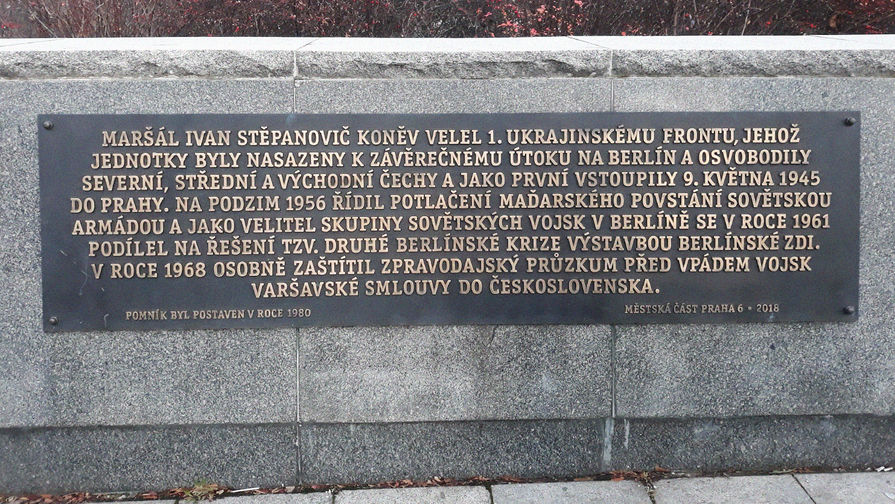 MARŠÁL IVAN STĚPANOVIČ KONĚV VELEL 1. UKRAJINSKÉMU FRONTU, JEHOŽ
JEDNOTKY BYLY NASAZENY K ZÁVĚREČNÉMU ÚTOKU NA BERLÍN A OSVOBODILY
SEVERNÍ, STŘEDNÍ A VÝCHODNÍ ČECHY A JAKO PRVNÍ VSTOUPILY 9. KVĚTNA 1945
DO PRAHY. NA PODZIM 1956 ŘÍDIL POTLAČENÍ MAĎARSKÉHO POVSTÁNÍ SOVĚTSKOU
ARMÁDOU A JAKO VELITEL SKUPINY SOVĚTSKÝCH VOJSK V BERLÍNĚ SE V ROCE 1961
PODÍLEL NA ŘEŠENÍ TZV. DRUHÉ BERLÍNSKÉ KRIZE VÝSTAVBOU BERLÍNSKÉ ZDI.
V ROCE 1968 OSOBNĚ ZAŠTÍTIL ZPRAVODAJSKÝ PRŮZKUM PŘED VPÁDEM VOJSK
VARŠAVSKÉ SMLOUVY DO ČESKOSLOVENSKA.
POMNÍK BYL POSTAVEN V ROCE 1980
MĚSTSKÁ ČÁST PRAHA 6 • 2018